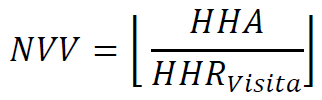 NVV = ⌊HHA / HHR_Visita⌋